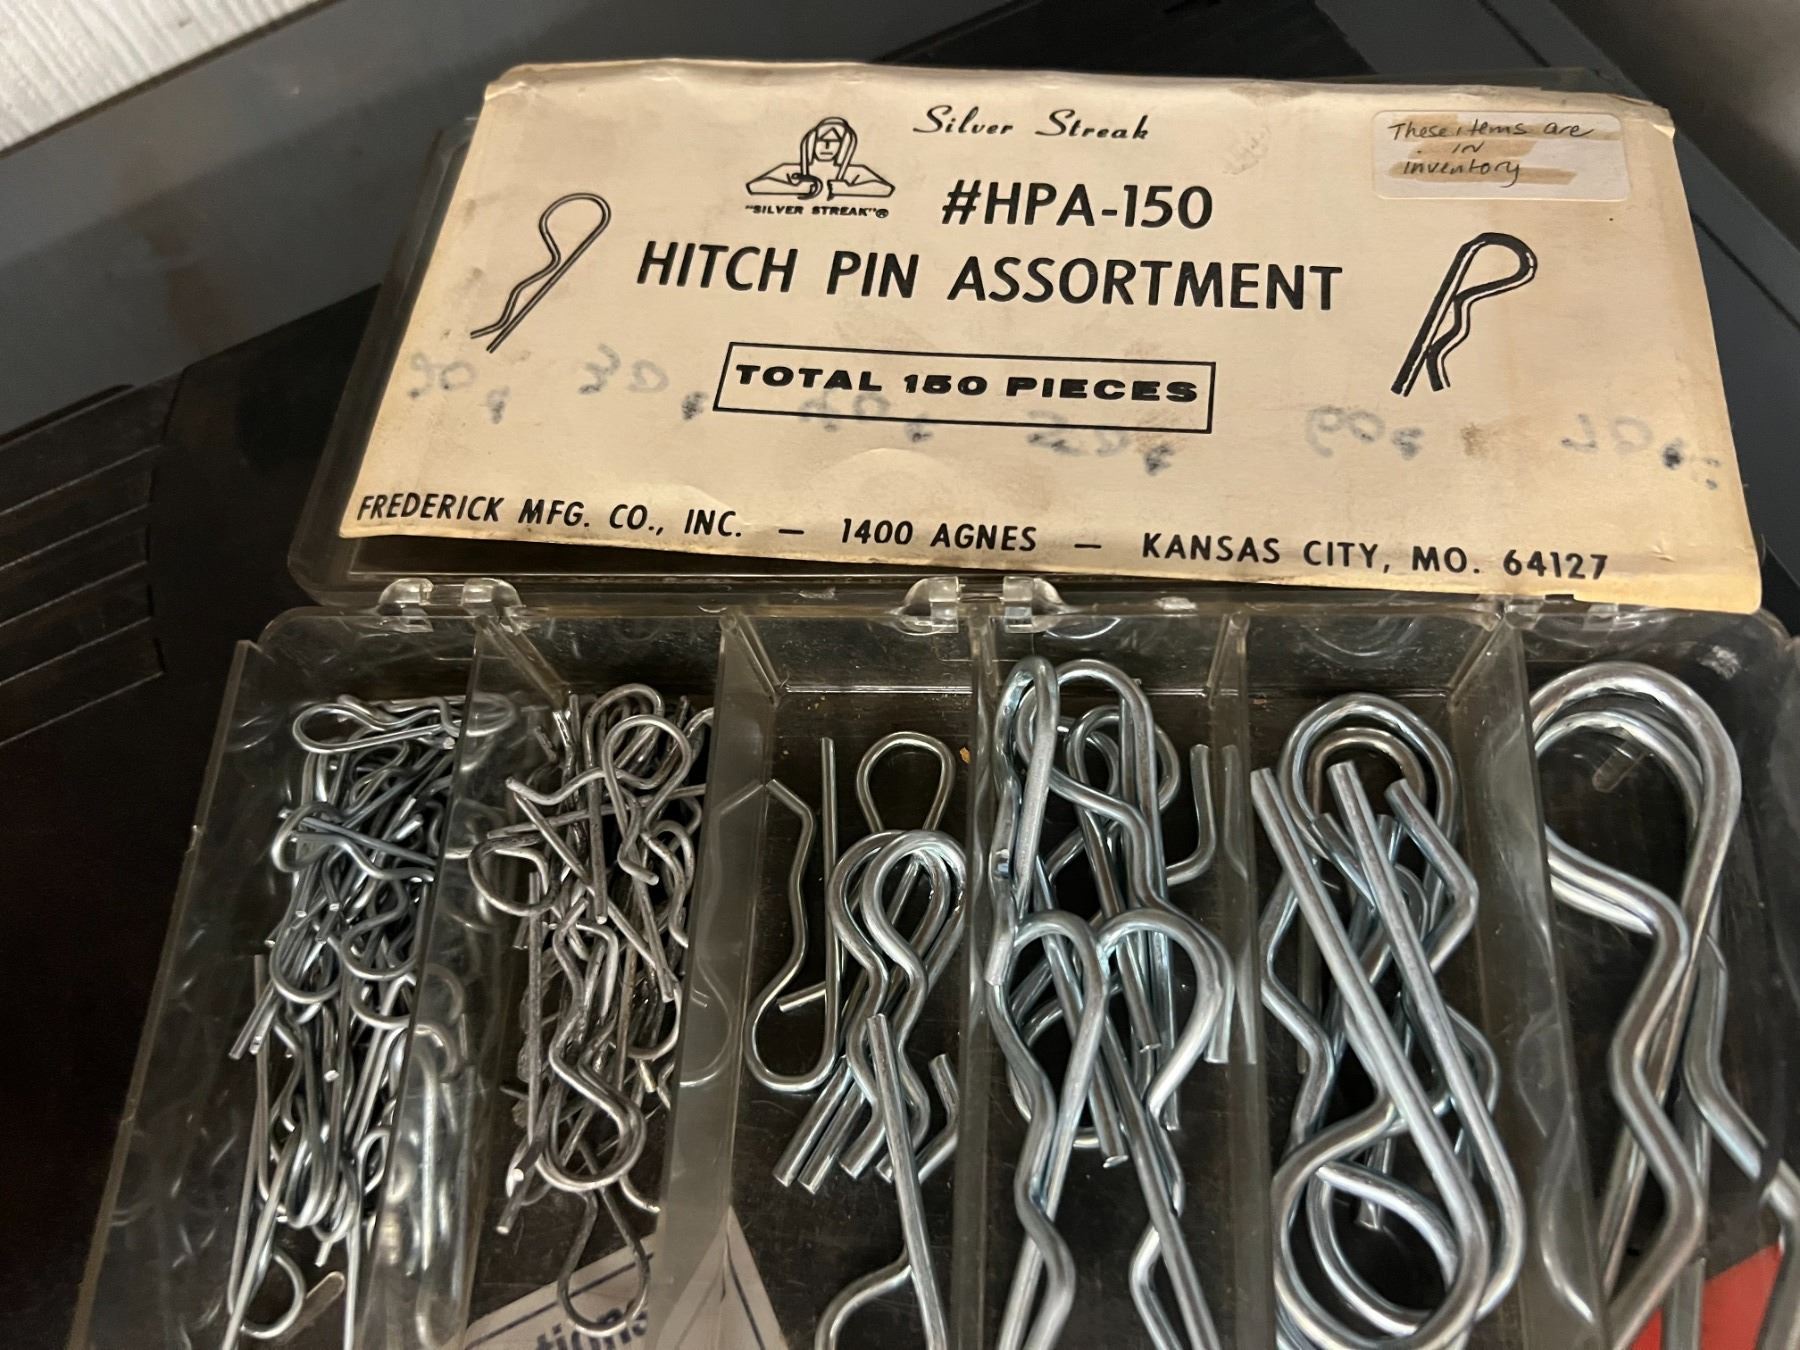 Silver Streak
These items are
IN
inventory
"SILVER STREAK"®
#HPA-150
HITCH PIN ASSORTMENT
TOTAL 150 PIECES
FREDERICK MFG. CO., INC. — 1400 AGNES — KANSAS CITY, MO. 64127